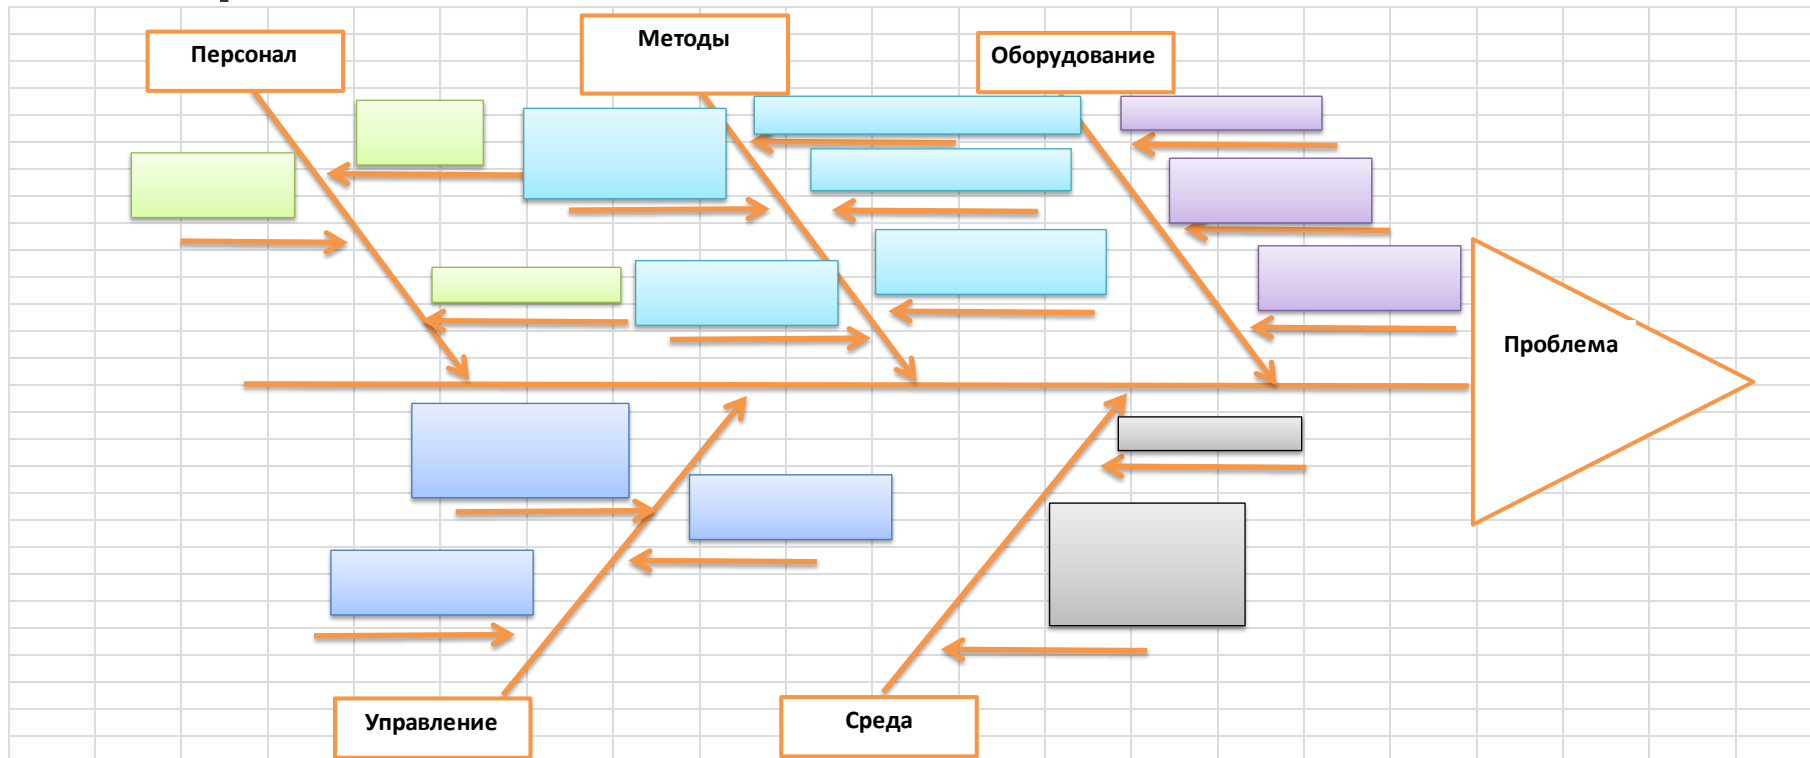 Персонал
Методы
Оборудование
Проблема
Управление
Среда